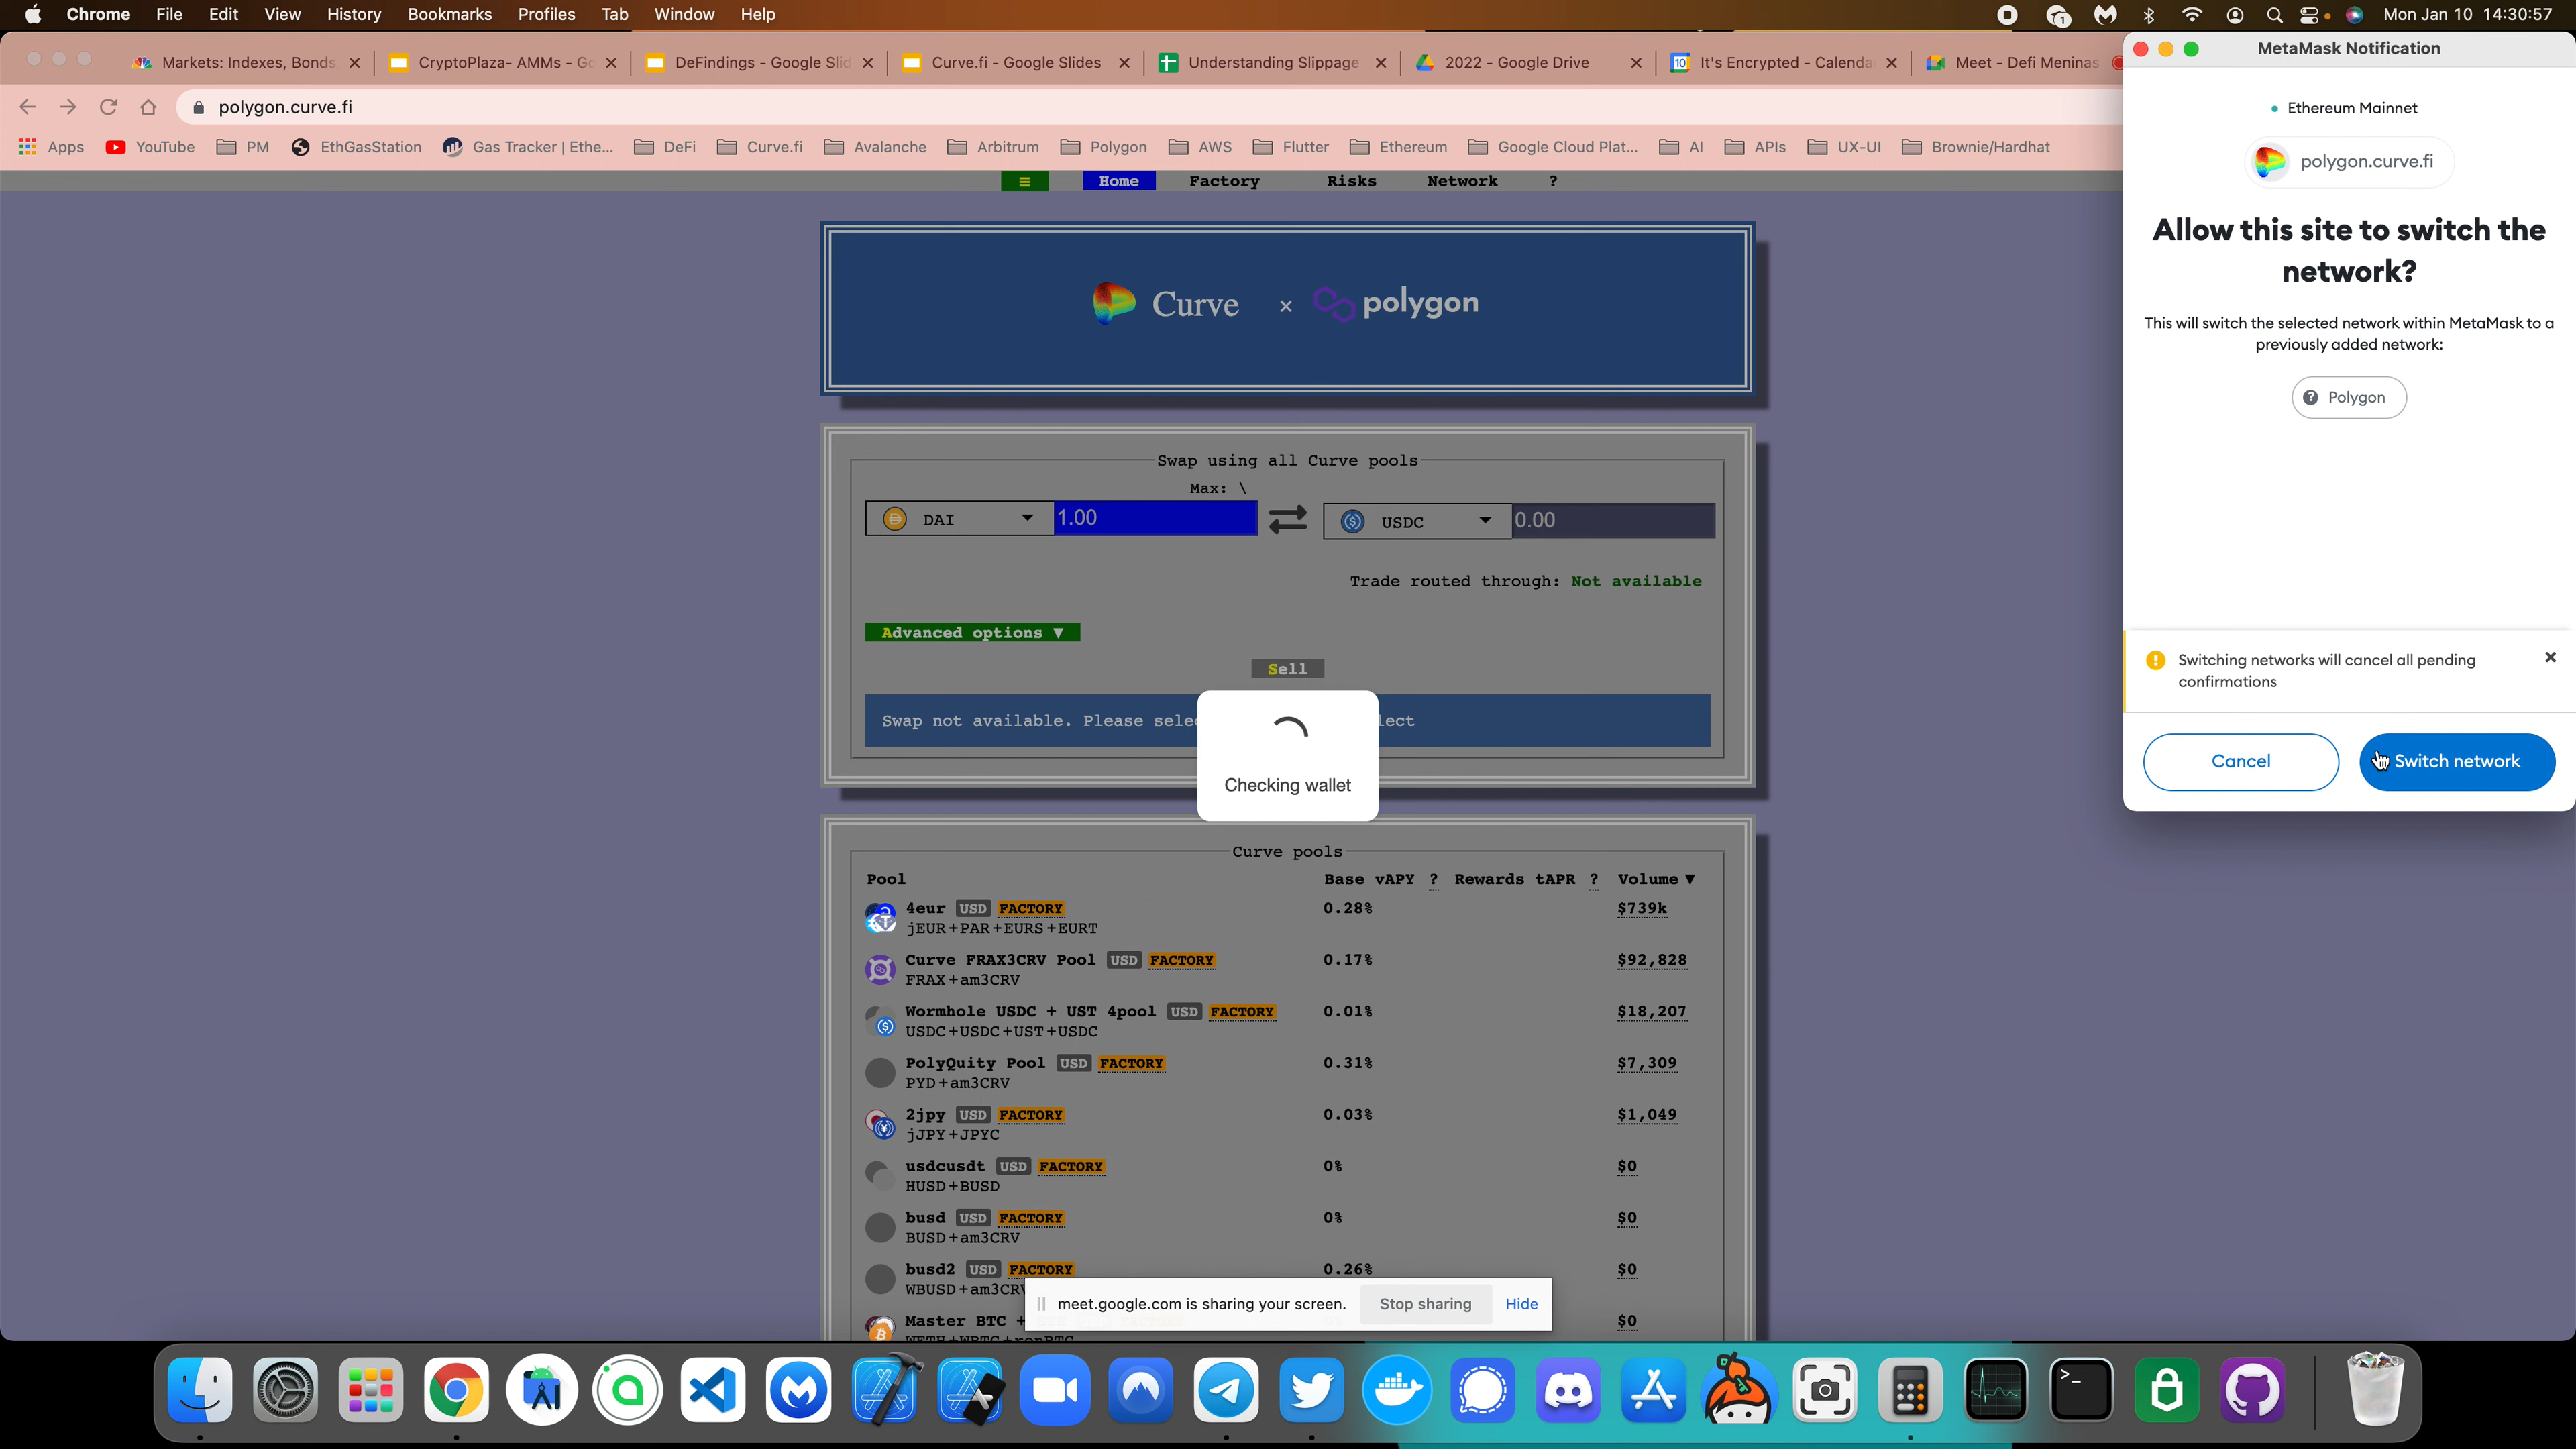 Chrome File Edit View History Bookmarks Profiles Tab Window Help 1 Mon Jan 10 14:30:57
Markets: Indexes, Bonds CryptoPlaza- AMMs - Go DeFindings - Google Slid Curve.fi - Google Slides Understanding Slippage 2022 - Google Drive 10 It's Encrypted - Calenda Meet - Defi Meninas
polygon.curve.fi
Apps YouTube PM EthGasStation Gas Tracker | Ethe... DeFi Curve.fi Avalanche Arbitrum Polygon AWS Flutter Ethereum Google Cloud Plat... AI APIs UX-UI Brownie/Hardhat
Home Factory Risks Network ?
Curve × polygon
Swap using all Curve pools
Max: \
DAI 1.00 USDC 0.00
Trade routed through: Not available
Advanced options ▼
Sell
Swap not available. Please selec lect
Checking wallet
Curve pools
Pool Base vAPY ? Rewards tAPR ? Volume ▼
4eur USD FACTORY 0.28% $739k
jEUR+PAR+EURS+EURT
Curve FRAX3CRV Pool USD FACTORY 0.17% $92,828
FRAX+am3CRV
Wormhole USDC + UST 4pool USD FACTORY 0.01% $18,207
USDC+USDC+UST+USDC
PolyQuity Pool USD FACTORY 0.31% $7,309
PYD+am3CRV
2jpy USD FACTORY 0.03% $1,049
jJPY+JPYC
usdcusdt USD FACTORY 0% $0
HUSD+BUSD
busd USD FACTORY 0% $0
BUSD+am3CRV
busd2 USD FACTORY 0.26% $0
WBUSD+am3CRV
Master BTC + $0
WETH+WBTC+renBTC
meet.google.com is sharing your screen. Stop sharing Hide
MetaMask Notification
Ethereum Mainnet
polygon.curve.fi
Allow this site to switch the
network?
This will switch the selected network within MetaMask to a
previously added network:
? Polygon
Switching networks will cancel all pending
confirmations
Cancel Switch network